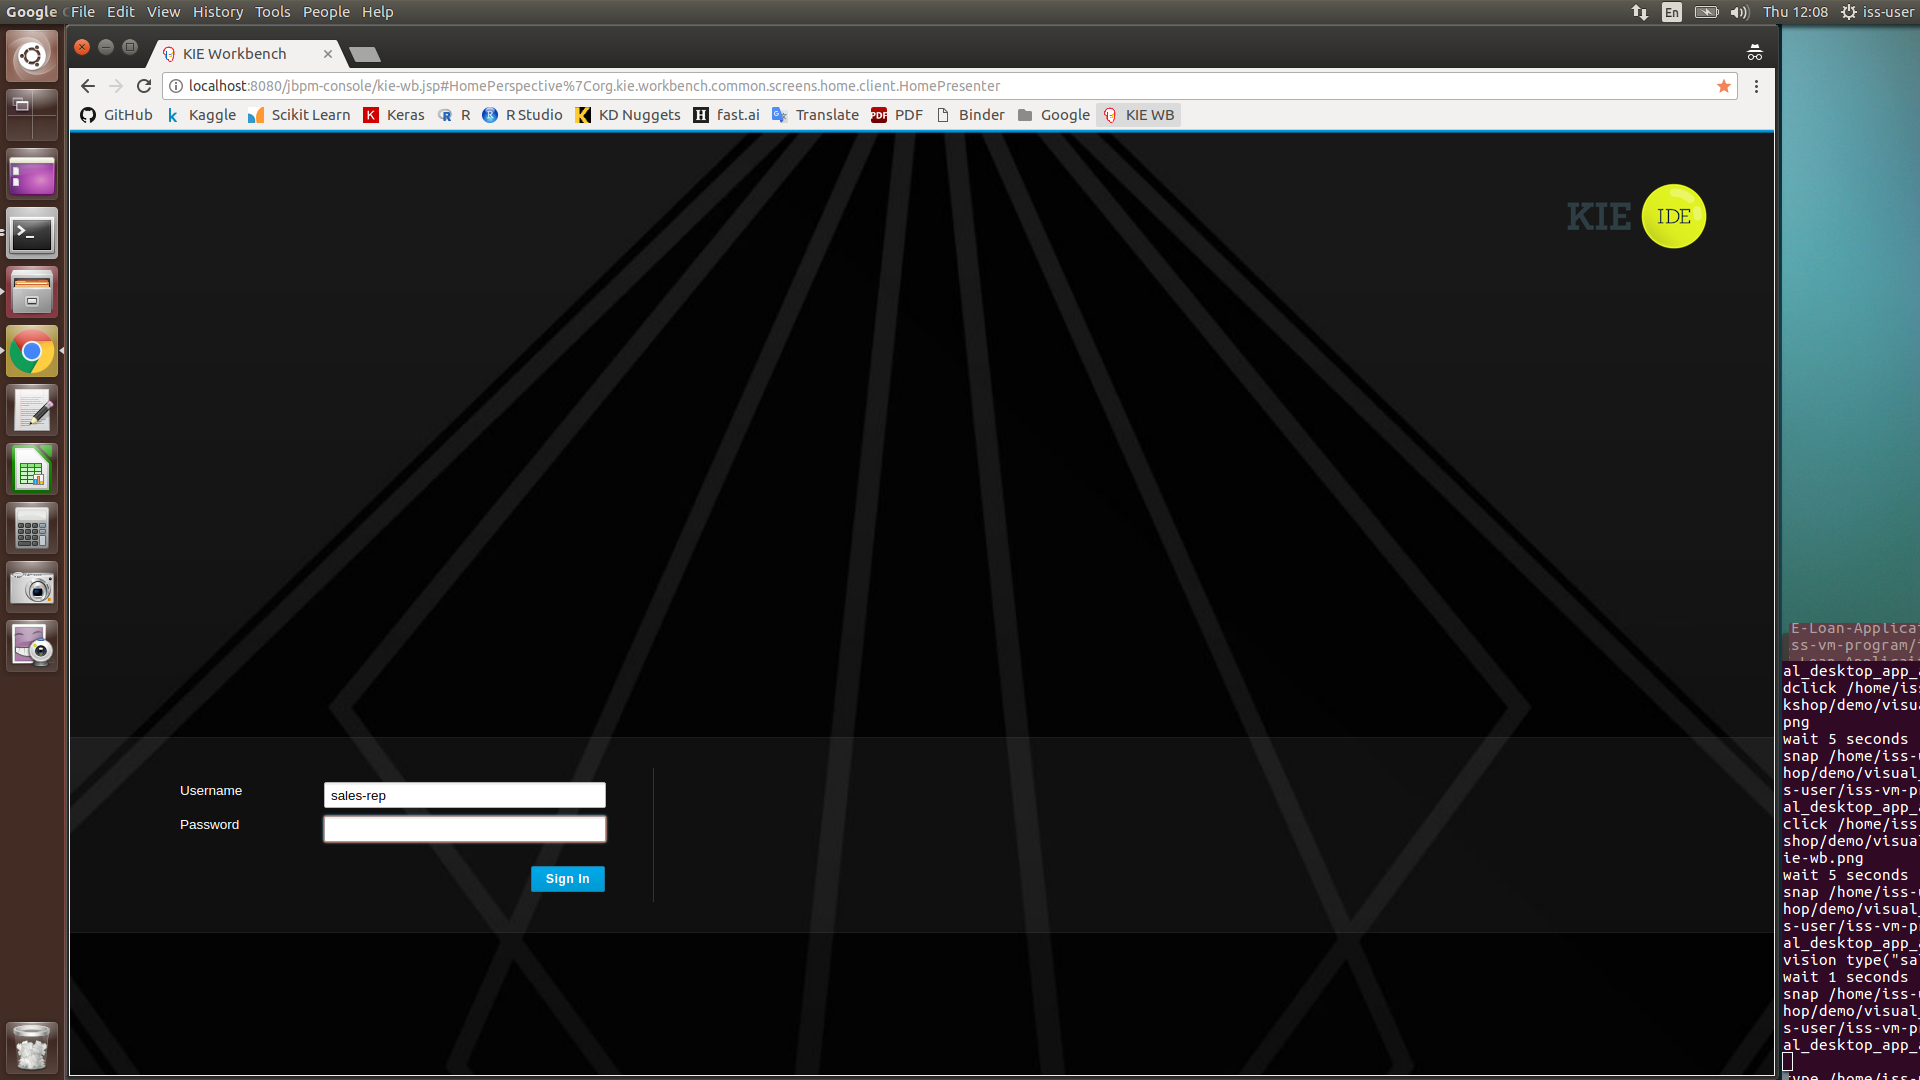 Google
File Edit View History Tools People Help
En
Thu 12:08
iss-user
KIE Workbench
localhost:8080/jbpm-console/kie-wb.jsp#HomePerspective%7Corg.kie.workbench.common.screens.home.client.HomePresenter
GitHub Kaggle Scikit Learn Keras R R Studio KD Nuggets fast.ai Translate PDF Binder Google KIE WB
KIE IDE
Username
sales-rep
Password
Sign In
E-Loan-Applica
ss-vm-program/
al_desktop_app_
dclick /home/is
kshop/demo/visu
png
wait 5 seconds
snap /home/iss-
hop/demo/visual
s-user/iss-vm-p
al_desktop_app_
click /home/iss
shop/demo/visua
ie-wb.png
wait 5 seconds
snap /home/iss-
hop/demo/visual
s-user/iss-vm-p
al_desktop_app_
vision type("sa
wait 1 seconds
snap /home/iss-
hop/demo/visual
s-user/iss-vm-p
al_desktop_app_
type /home/iss-